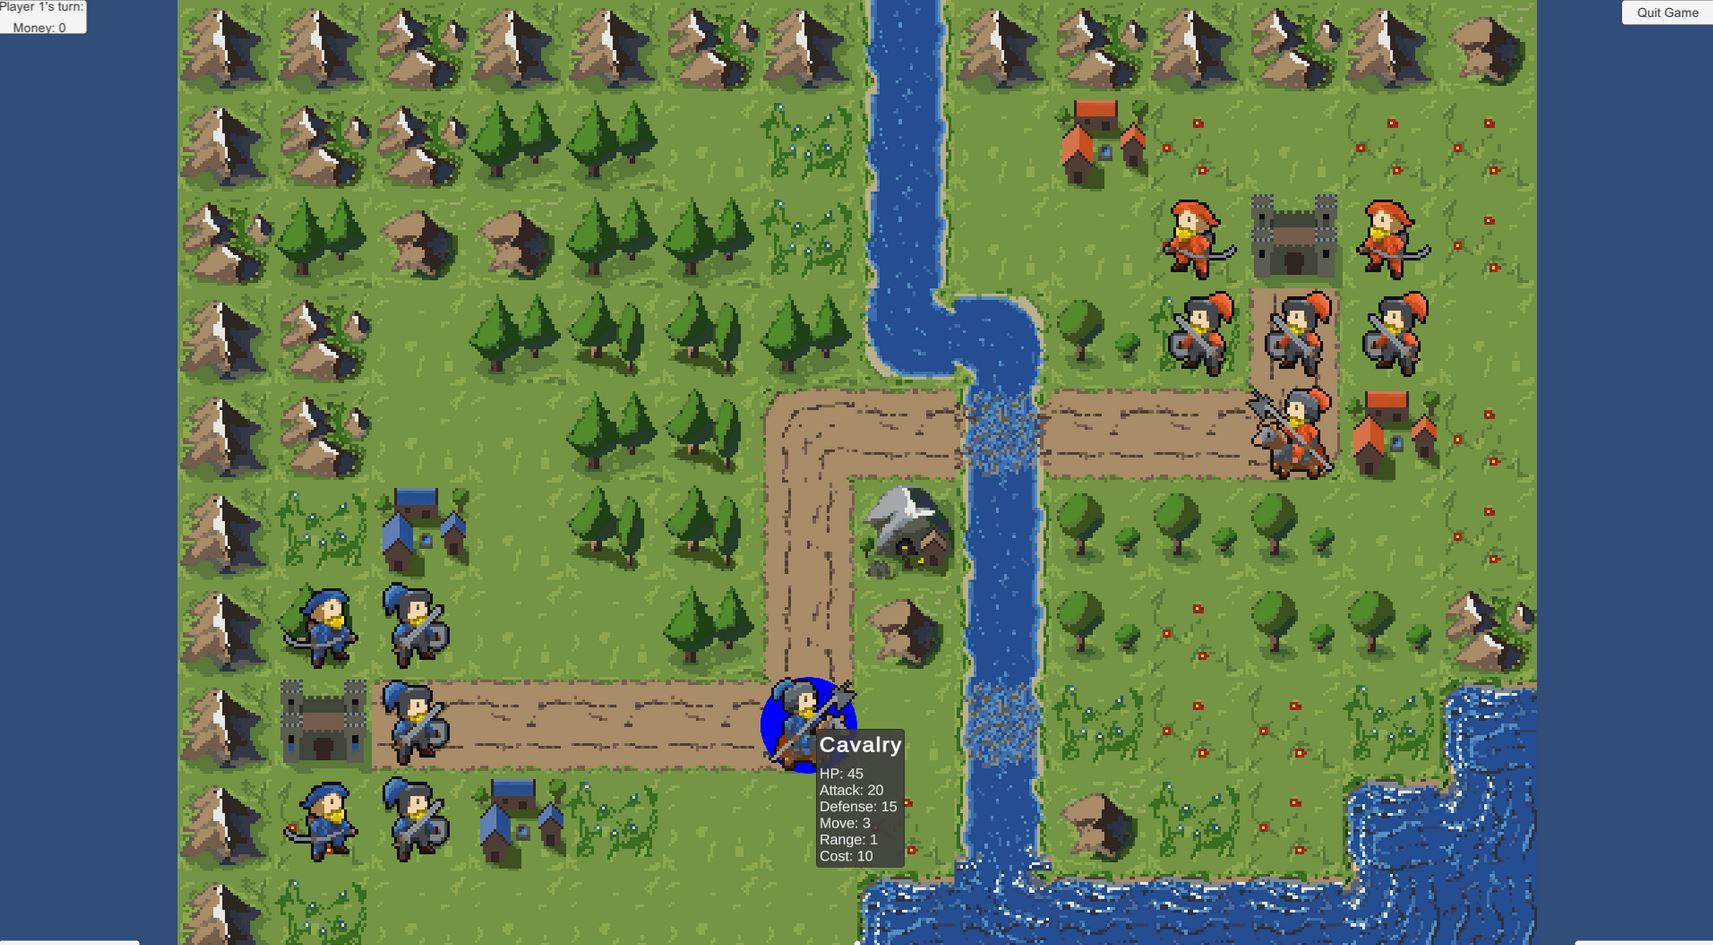 Player 1's turn:
Money: 0
Quit Game
Cavalry
HP: 45
Attack: 20
Defense: 15
Move: 3
Range: 1
Cost: 10